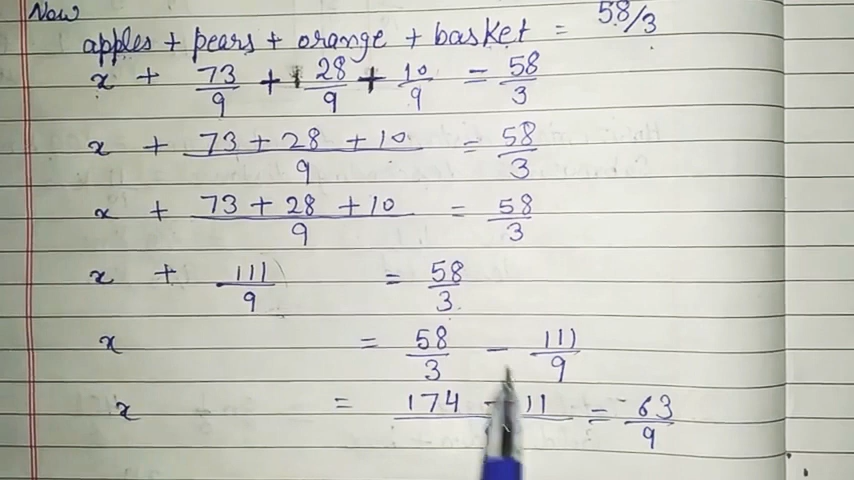 Now
apples + pears + orange + basket = 58/3
x + 73/9 + 28/9 + 10/9 = 58/3
x + 73 + 28 + 10/9 = 58/3
x + 73 + 28 + 10/9 = 58/3
x + 111/9 = 58/3
x = 58/3 - 111/9
x = 174 - 11 = 63/9